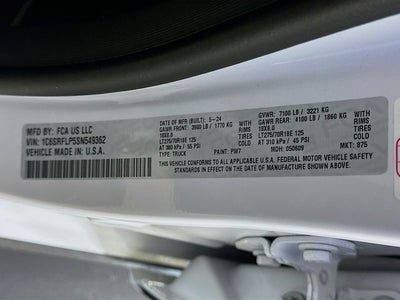 MFD BY: FCA US LLC
VIN: 1C6SRFLP5SN549362
VEHICLE MADE IN U.S.A.
DATE OF MFR (BUILT): 5-24
GAWR FRONT: 3900 LB / 1770 KG WITH
18X8.0 RIMS
LT275/70R18E 125 TIRES
AT 380 kPa / 55 PSI COLD
TYPE: TRUCK
GVWR: 7100 LB / 3221 KG
GAWR REAR: 4100 LB / 1860 KG WITH
18X8.0 RIMS
LT275/70R18E 125 TIRES
AT 310 kPa / 45 PSI COLD
PAINT: PW7 MDH: 050609 MKT: 875
THIS VEHICLE CONFORMS TO ALL APPLICABLE FEDERAL MOTOR VEHICLE SAFETY
STANDARDS IN EFFECT ON THE DATE OF MANUFACTURE SHOWN ABOVE.